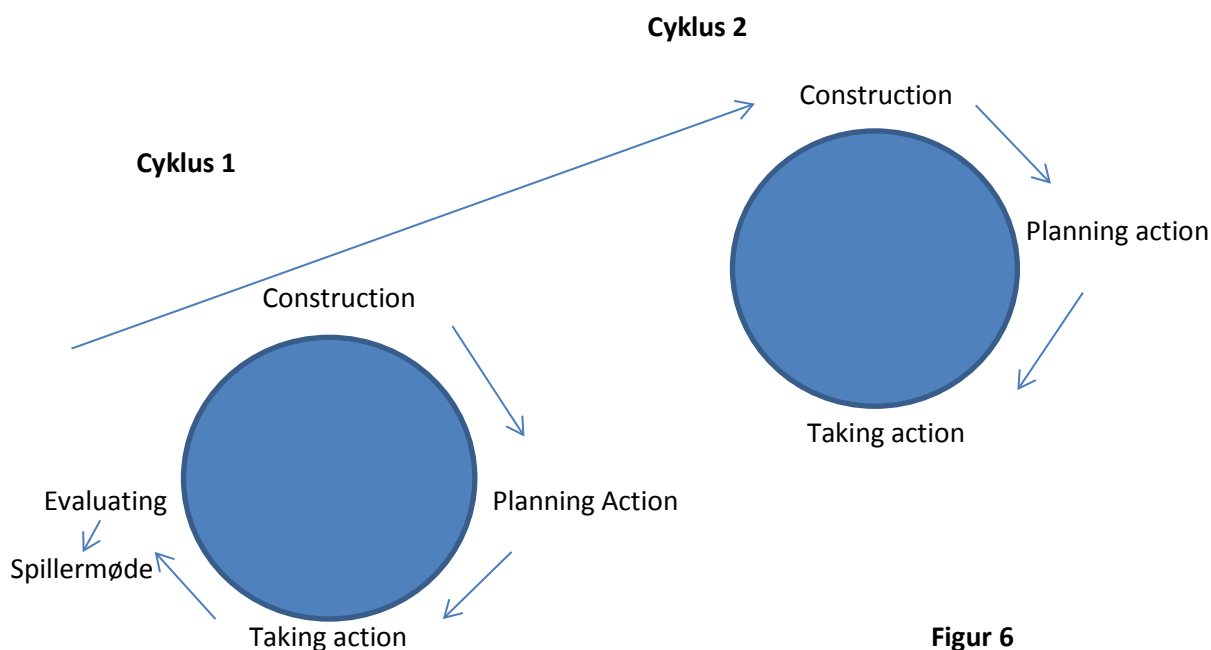 Cyklus 2
Construction
Cyklus 1
Planning action
Construction
Taking action
Evaluating
Planning Action
Spillermøde
Taking action
Figur 6